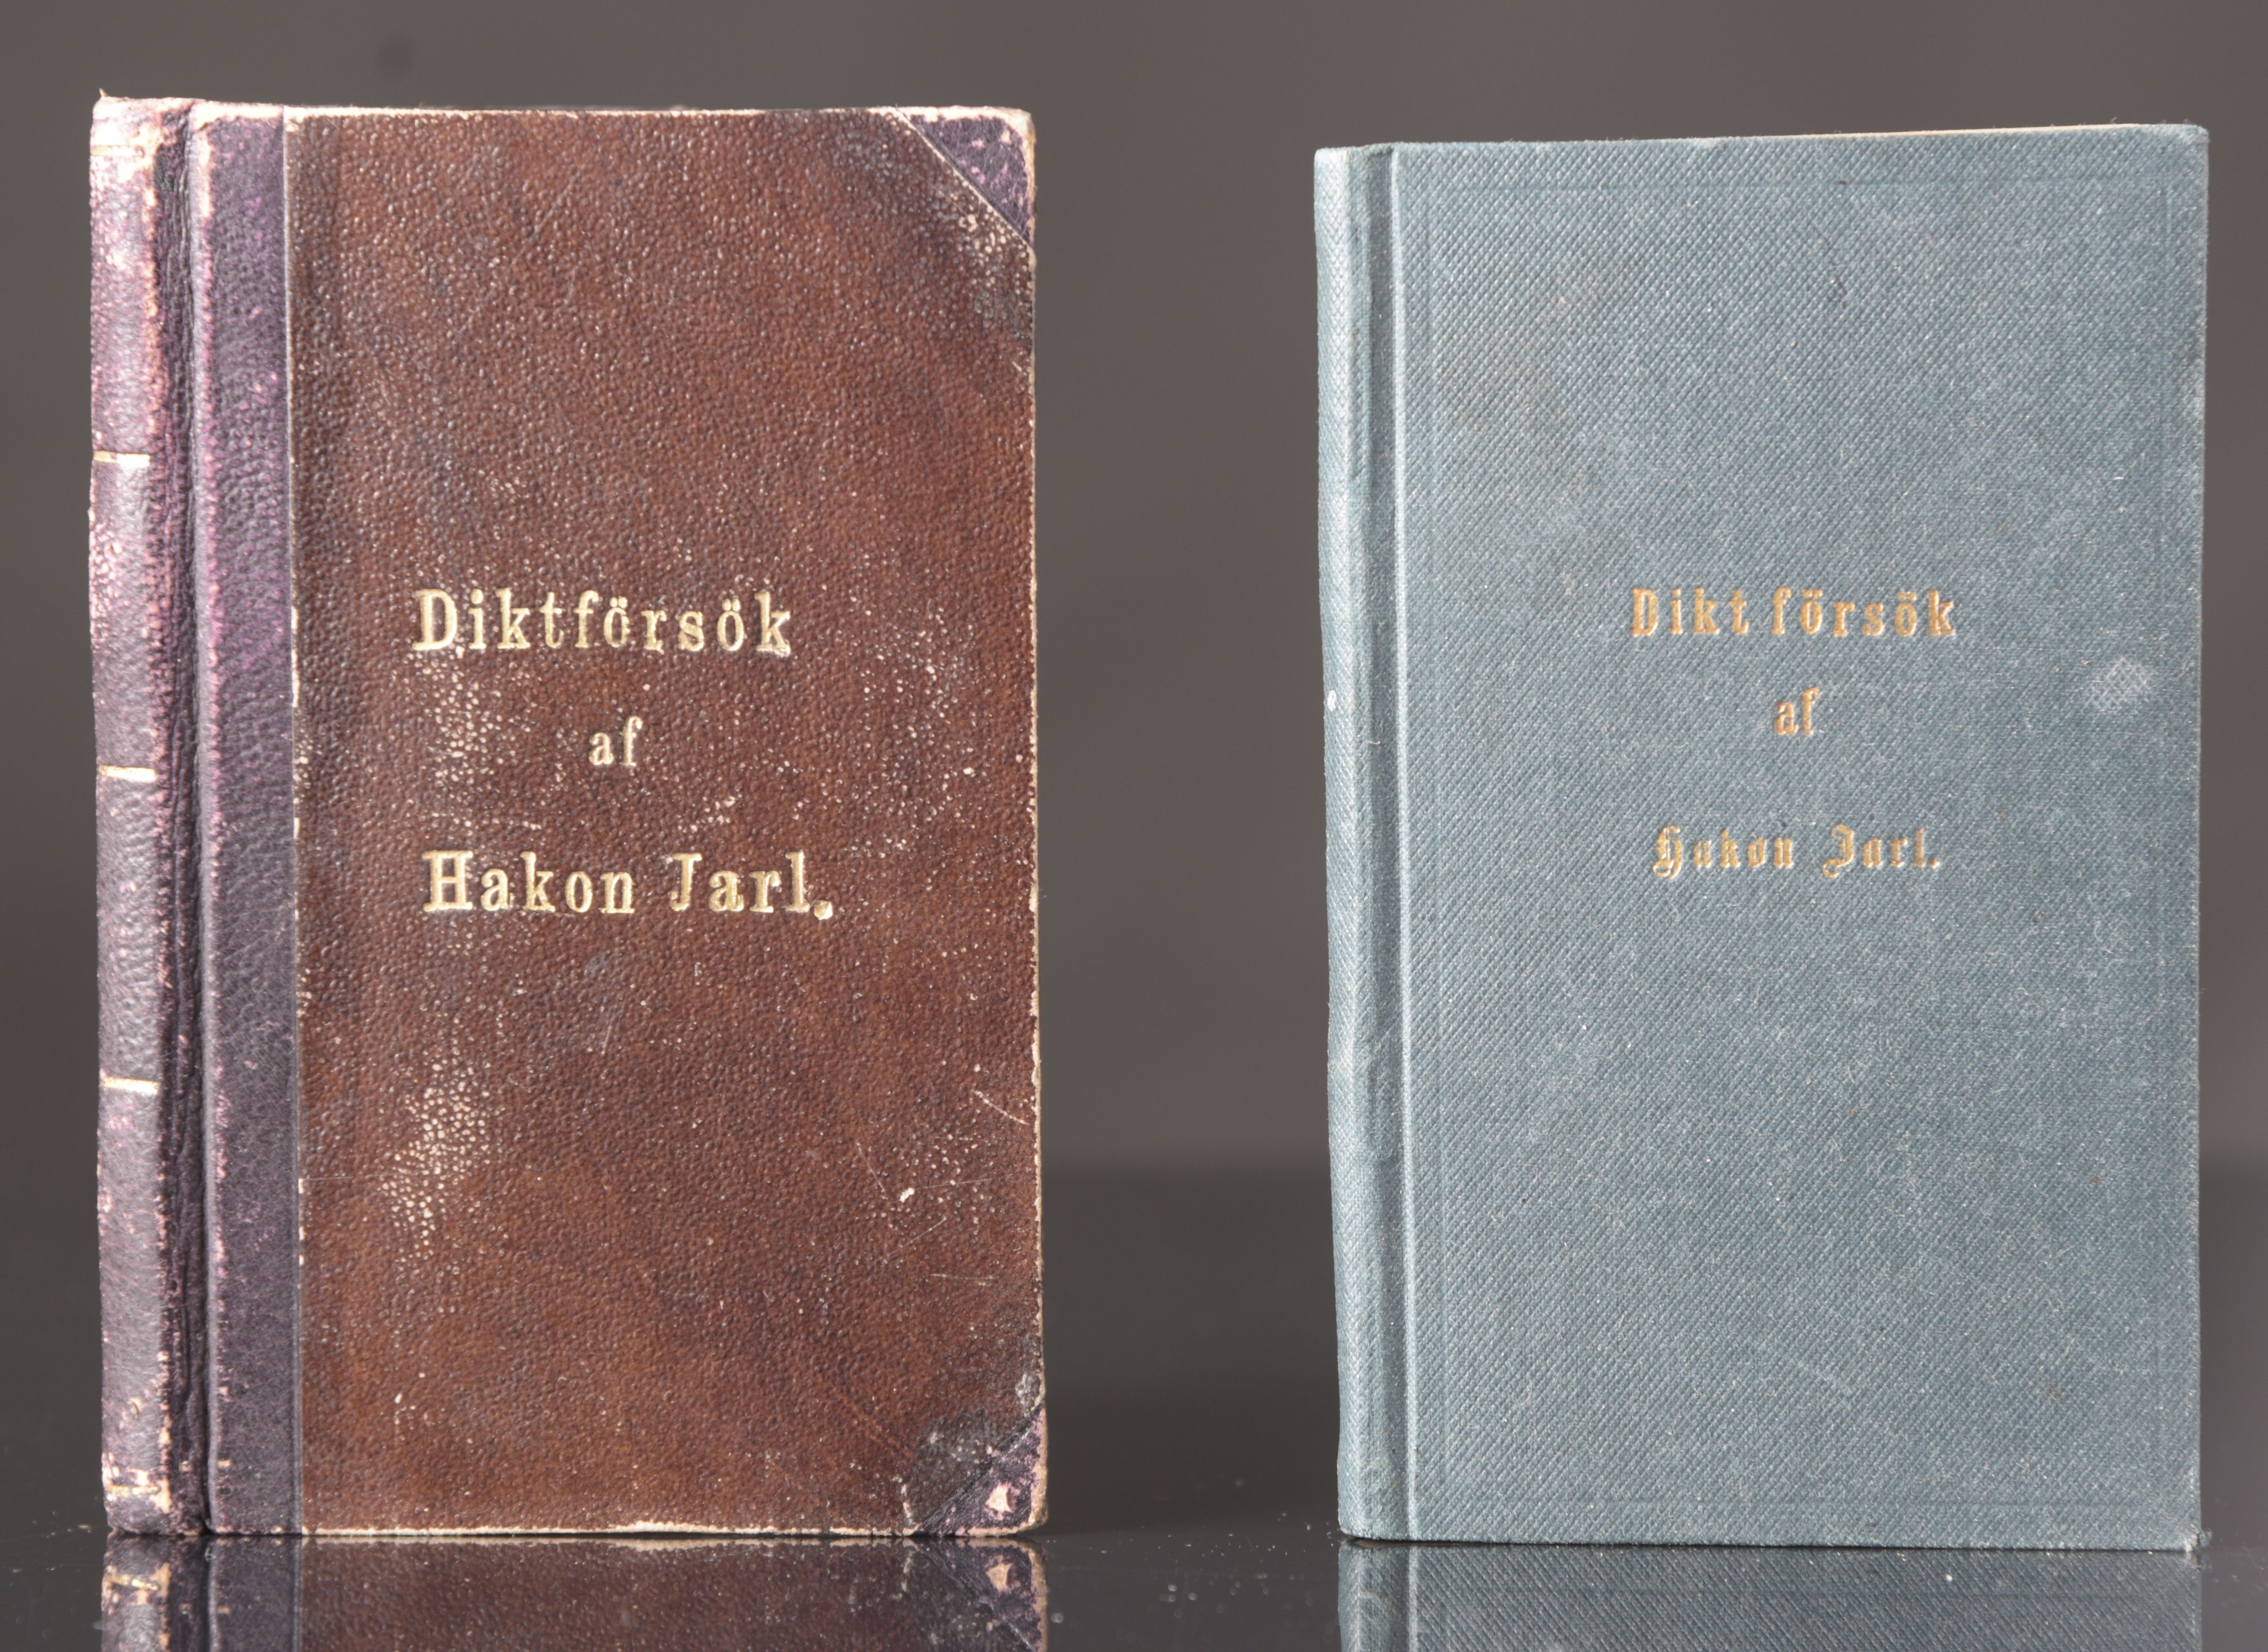 Diktförsök
af
Hakon Jarl.
Dikt försök
af
Hakon Jarl.